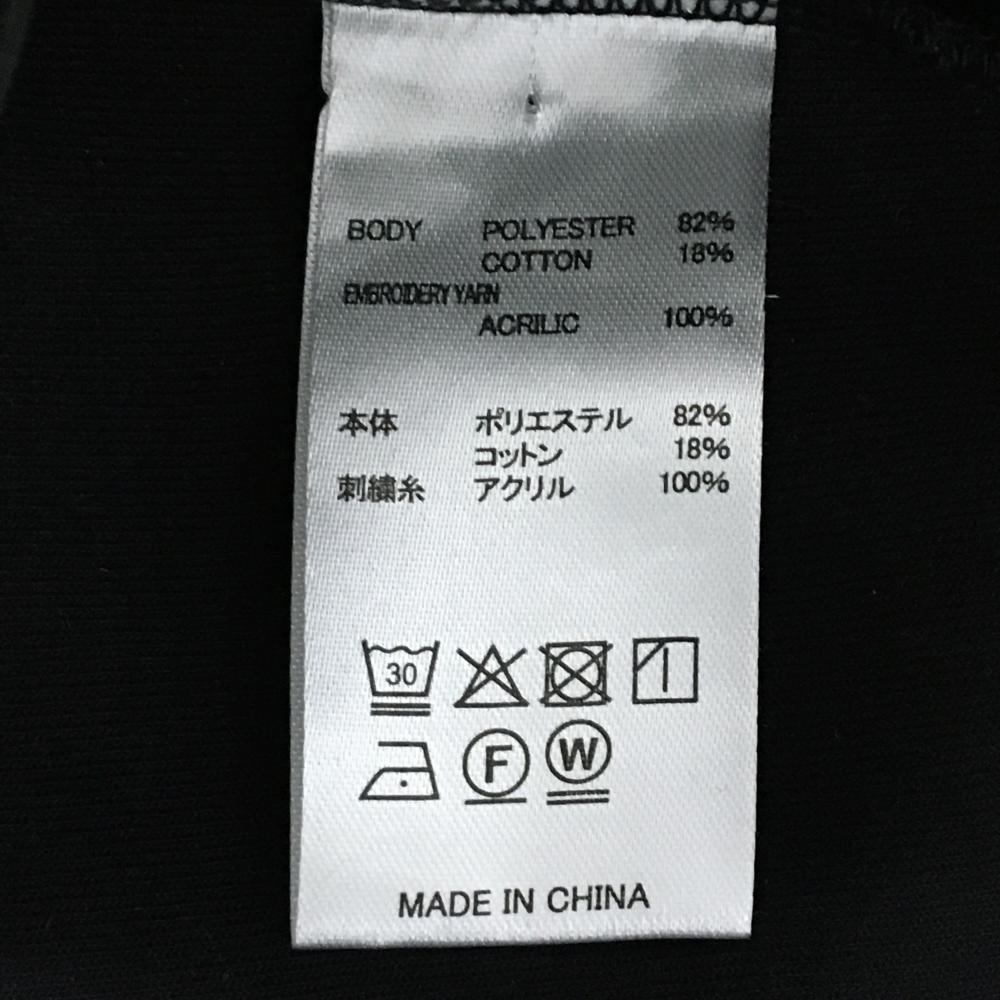 BODY POLYESTER 82%
COTTON 18%
EMBROIDERY YARN
ACRILIC 100%
本体 ポリエステル 82%
コットン 18%
刺繍糸 アクリル 100%
30
F W
MADE IN CHINA